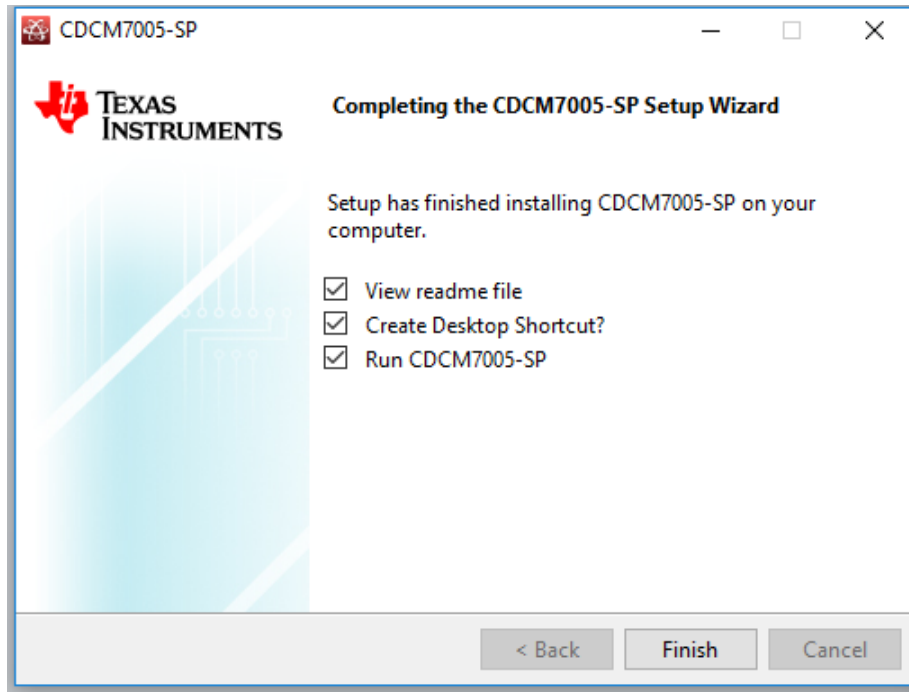 CDCM7005-SP
TEXAS
INSTRUMENTS
Completing the CDCM7005-SP Setup Wizard
Setup has finished installing CDCM7005-SP on your
computer.
View readme file
Create Desktop Shortcut?
Run CDCM7005-SP
< Back
Finish
Cancel